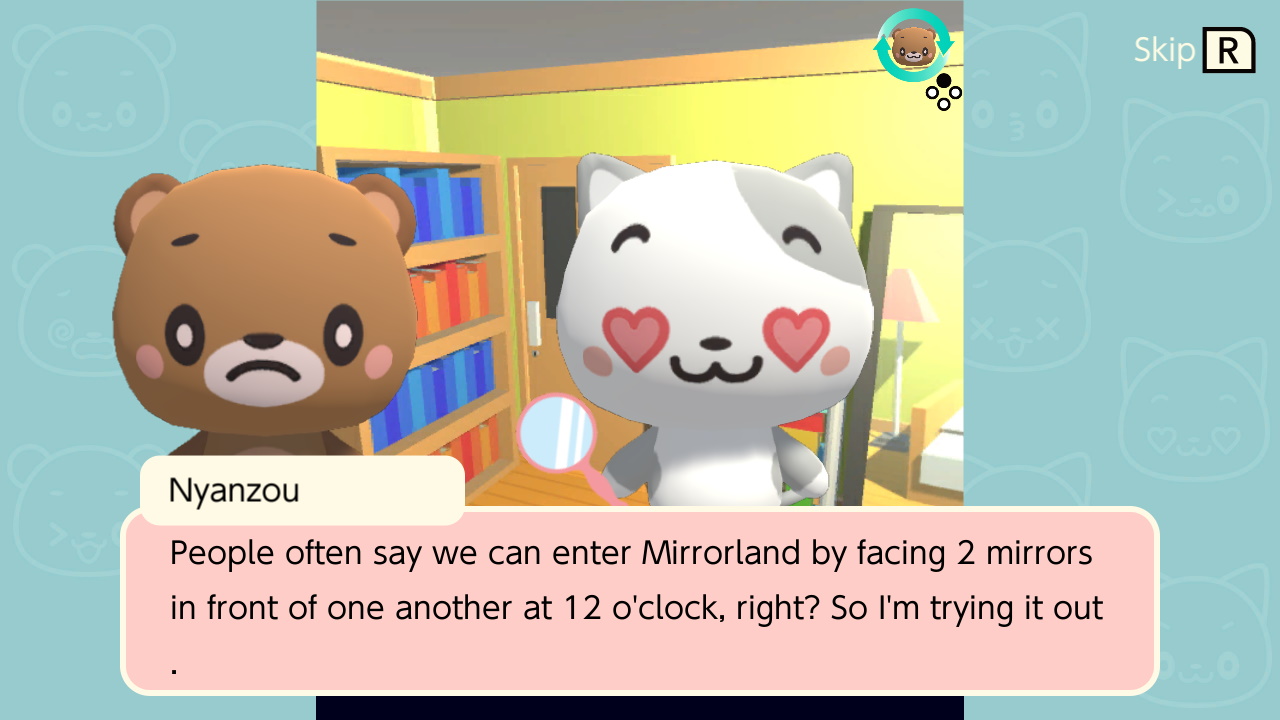 Skip R
Nyanzou
People often say we can enter Mirrorland by facing 2 mirrors
in front of one another at 12 o'clock, right? So I'm trying it out
.